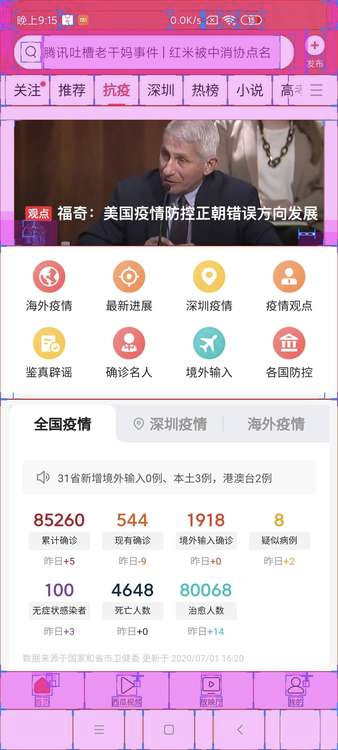 晚上9:15 0.0K/s 15
腾讯吐槽老干妈事件 | 红米被中消协点名
发布
关注 推荐 抗疫 深圳 热榜 小说 高考
观点 福奇：美国疫情防控正朝错误方向发展
海外疫情 最新进展 深圳疫情 疫情观点
鉴真辟谣 确诊名人 境外输入 各国防控
全国疫情 深圳疫情 海外疫情
31省新增境外输入0例、本土3例，港澳台2例
85260 544 1918 8
累计确诊 现有确诊 境外输入确诊 疑似病例
昨日+5 昨日-9 昨日+0 昨日+2
100 4648 80068
无症状感染者 死亡人数 治愈人数
昨日+3 昨日+0 昨日+14
数据来源于国家和省市卫健委 更新于 2020/07/01 16:20
首页 西瓜视频 放映厅 我的